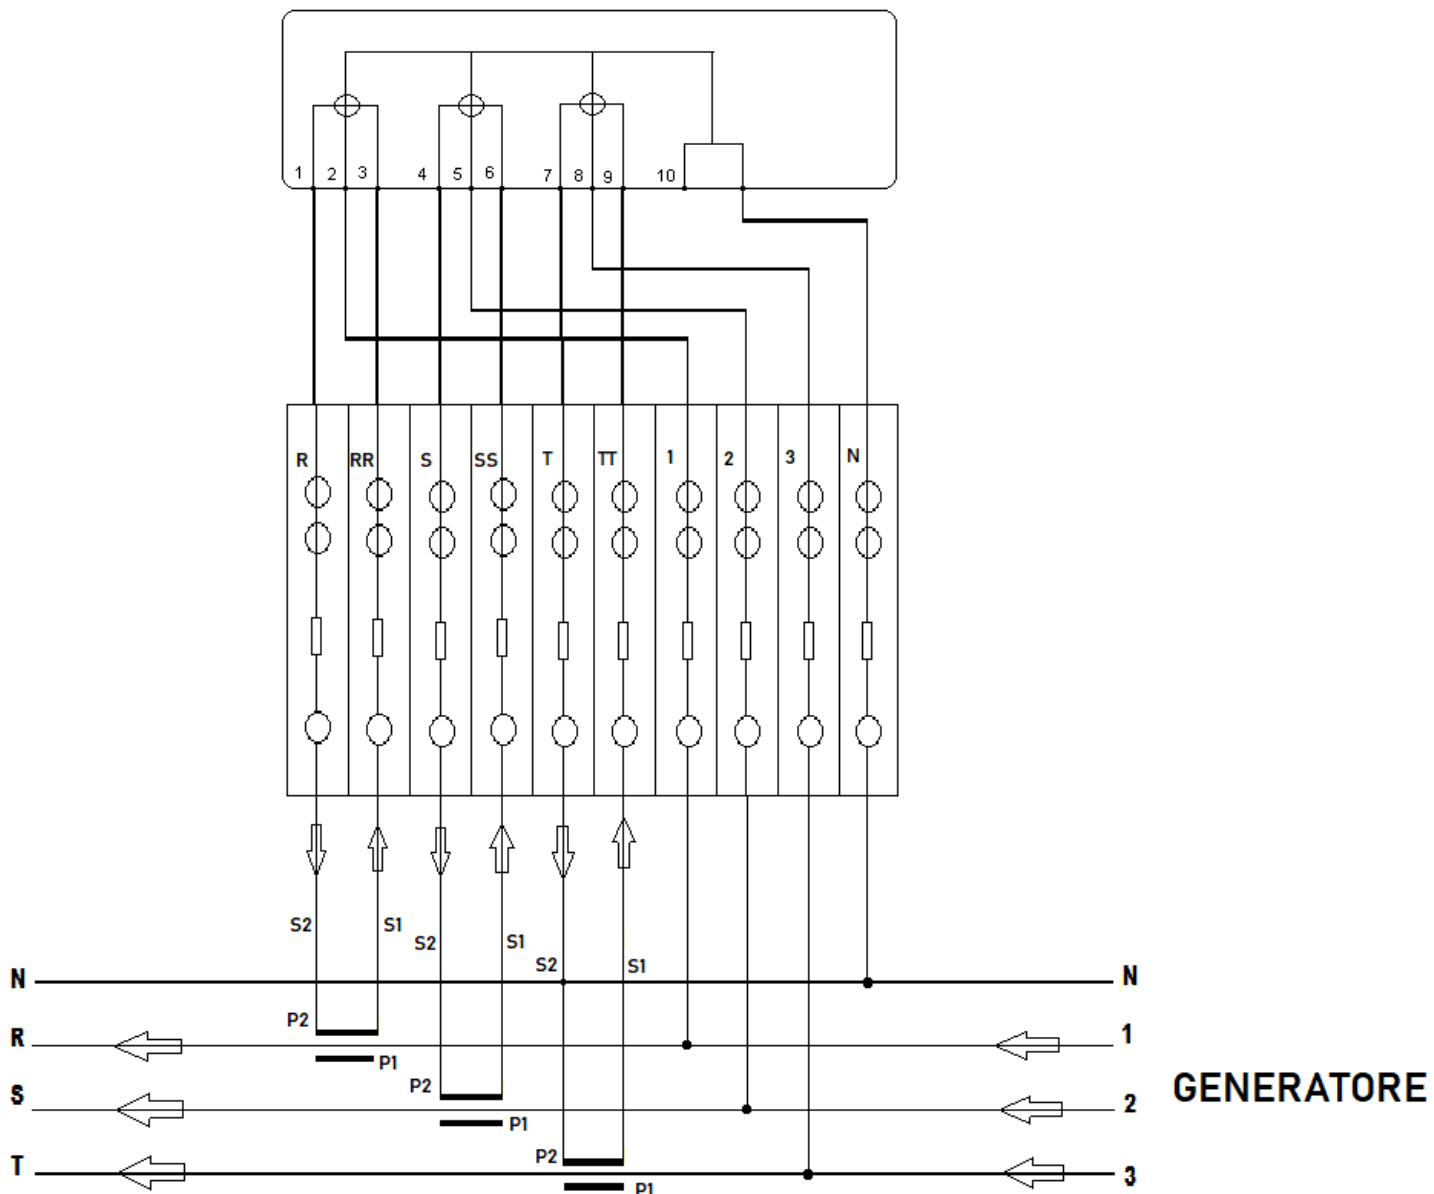 1 2 3 4 5 6 7 8 9 10
R RR S SS T TT 1 2 3 N
S2 S1 S2 S1 S2 S1
N N
P2
R 1
P1
P2
S 2
P1
GENERATORE
P2
T 3
P1